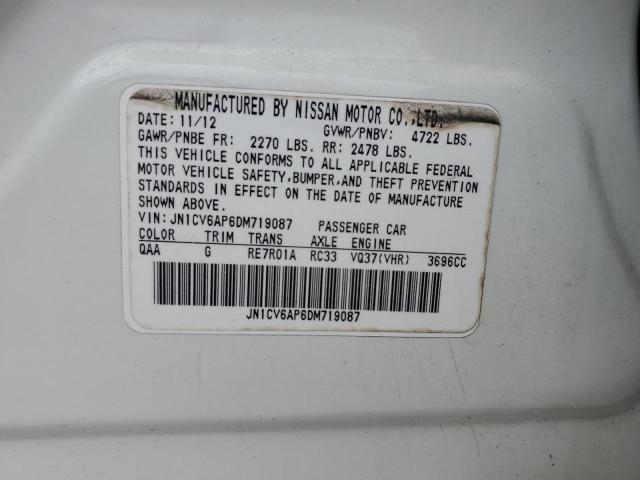 MANUFACTURED BY NISSAN MOTOR CO.,LTD.
DATE: 11/12 GVWR/PNBV: 4722 LBS.
GAWR/PNBE FR: 2270 LBS. RR: 2478 LBS.
THIS VEHICLE CONFORMS TO ALL APPLICABLE FEDERAL
MOTOR VEHICLE SAFETY,BUMPER,AND THEFT PREVENTION
STANDARDS IN EFFECT ON THE DATE OF MANUFACTURE
SHOWN ABOVE.
VIN: JN1CV6AP6DM719087 PASSENGER CAR
COLOR TRIM TRANS AXLE ENGINE
QAA G RE7R01A RC33 VQ37(VHR) 3696CC
JN1CV6AP6DM719087